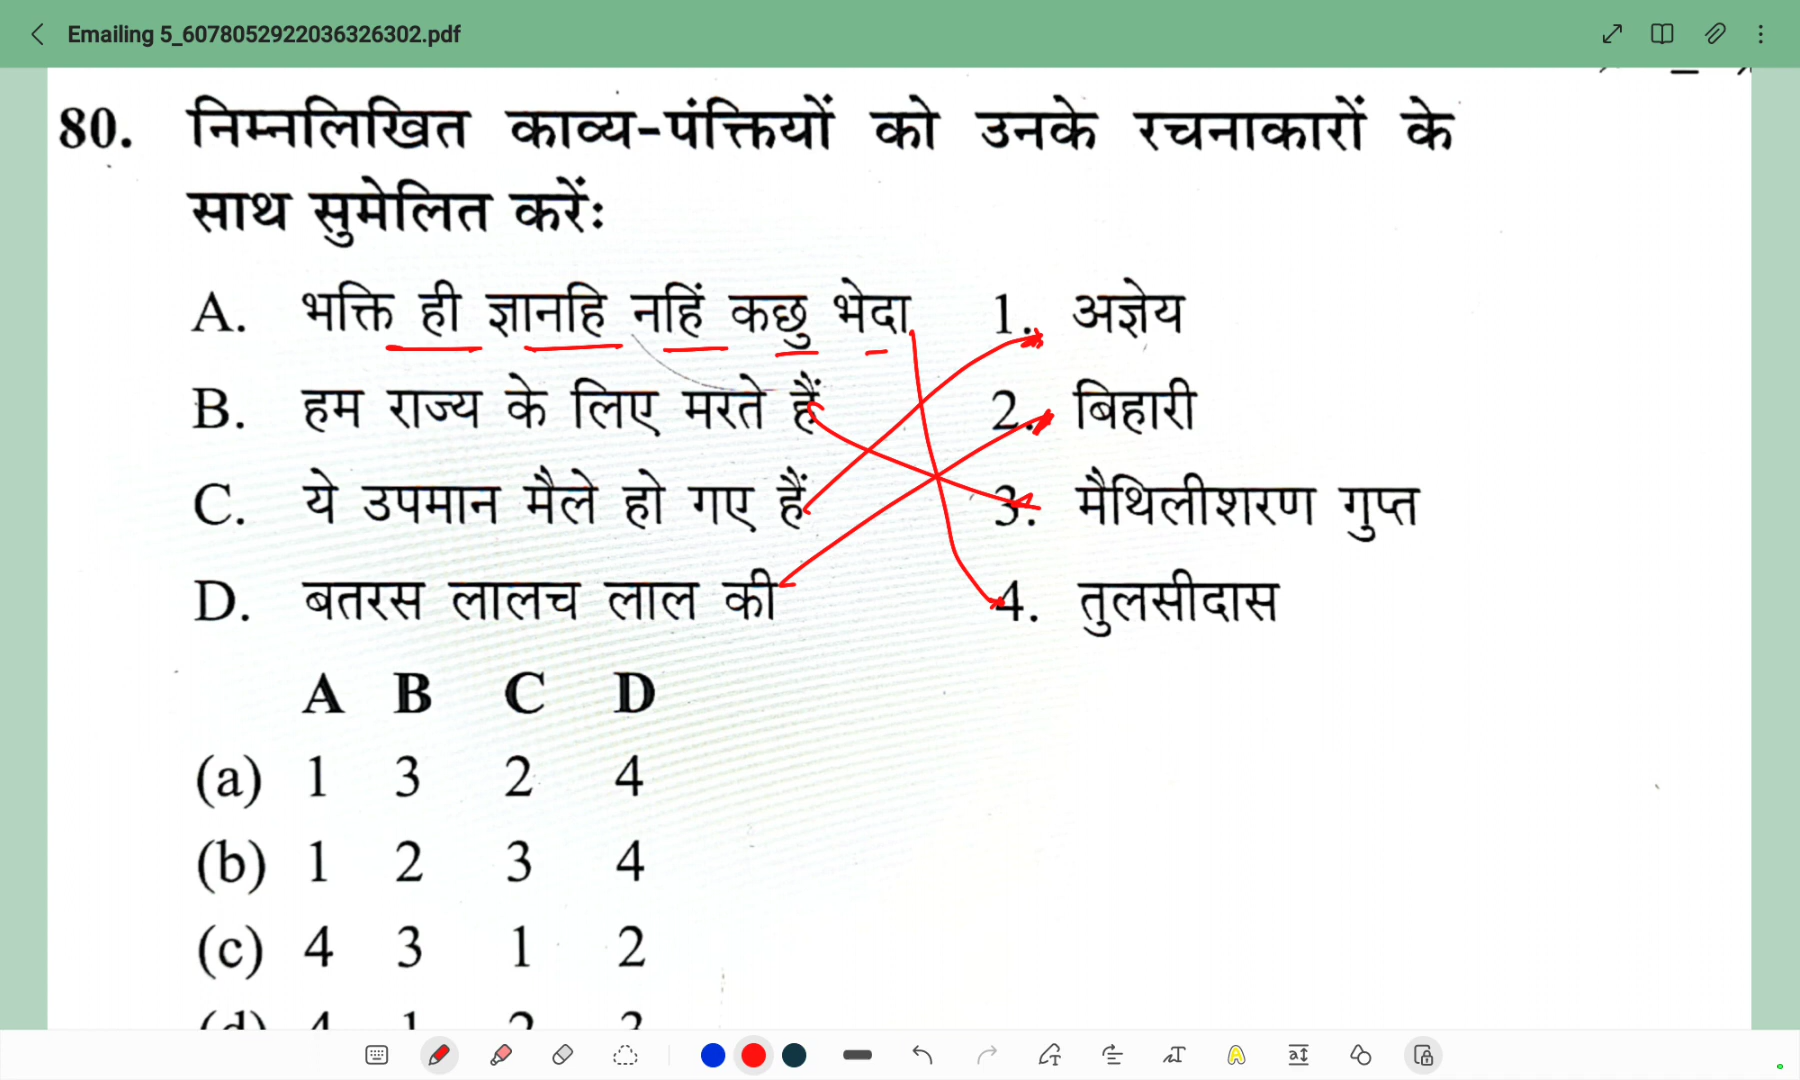 Emailing 5_6078052922036326302.pdf
80. निम्नलिखित काव्य-पंक्तियों को उनके रचनाकारों के
साथ सुमेलित करें:
A. भक्ति ही ज्ञानहि नहिं कछु भेदा 1. अज्ञेय
B. हम राज्य के लिए मरते हैं 2. बिहारी
C. ये उपमान मैले हो गए हैं 3. मैथिलीशरण गुप्त
D. बतरस लालच लाल की 4. तुलसीदास
A B C D
(a) 1 3 2 4
(b) 1 2 3 4
(c) 4 3 1 2